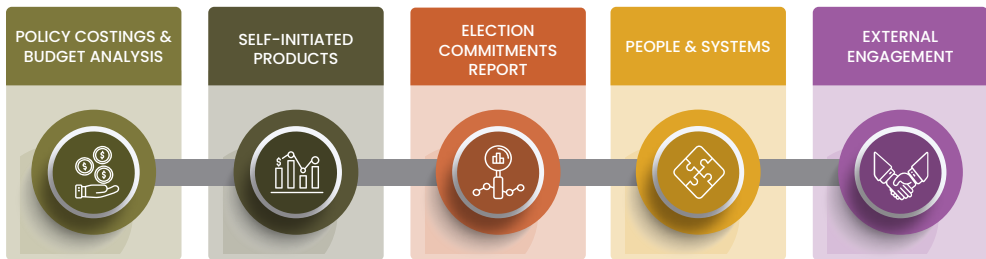 POLICY COSTINGS &
BUDGET ANALYSIS
SELF-INITIATED
PRODUCTS
ELECTION
COMMITMENTS
REPORT
PEOPLE & SYSTEMS
EXTERNAL
ENGAGEMENT
$
$
$
$